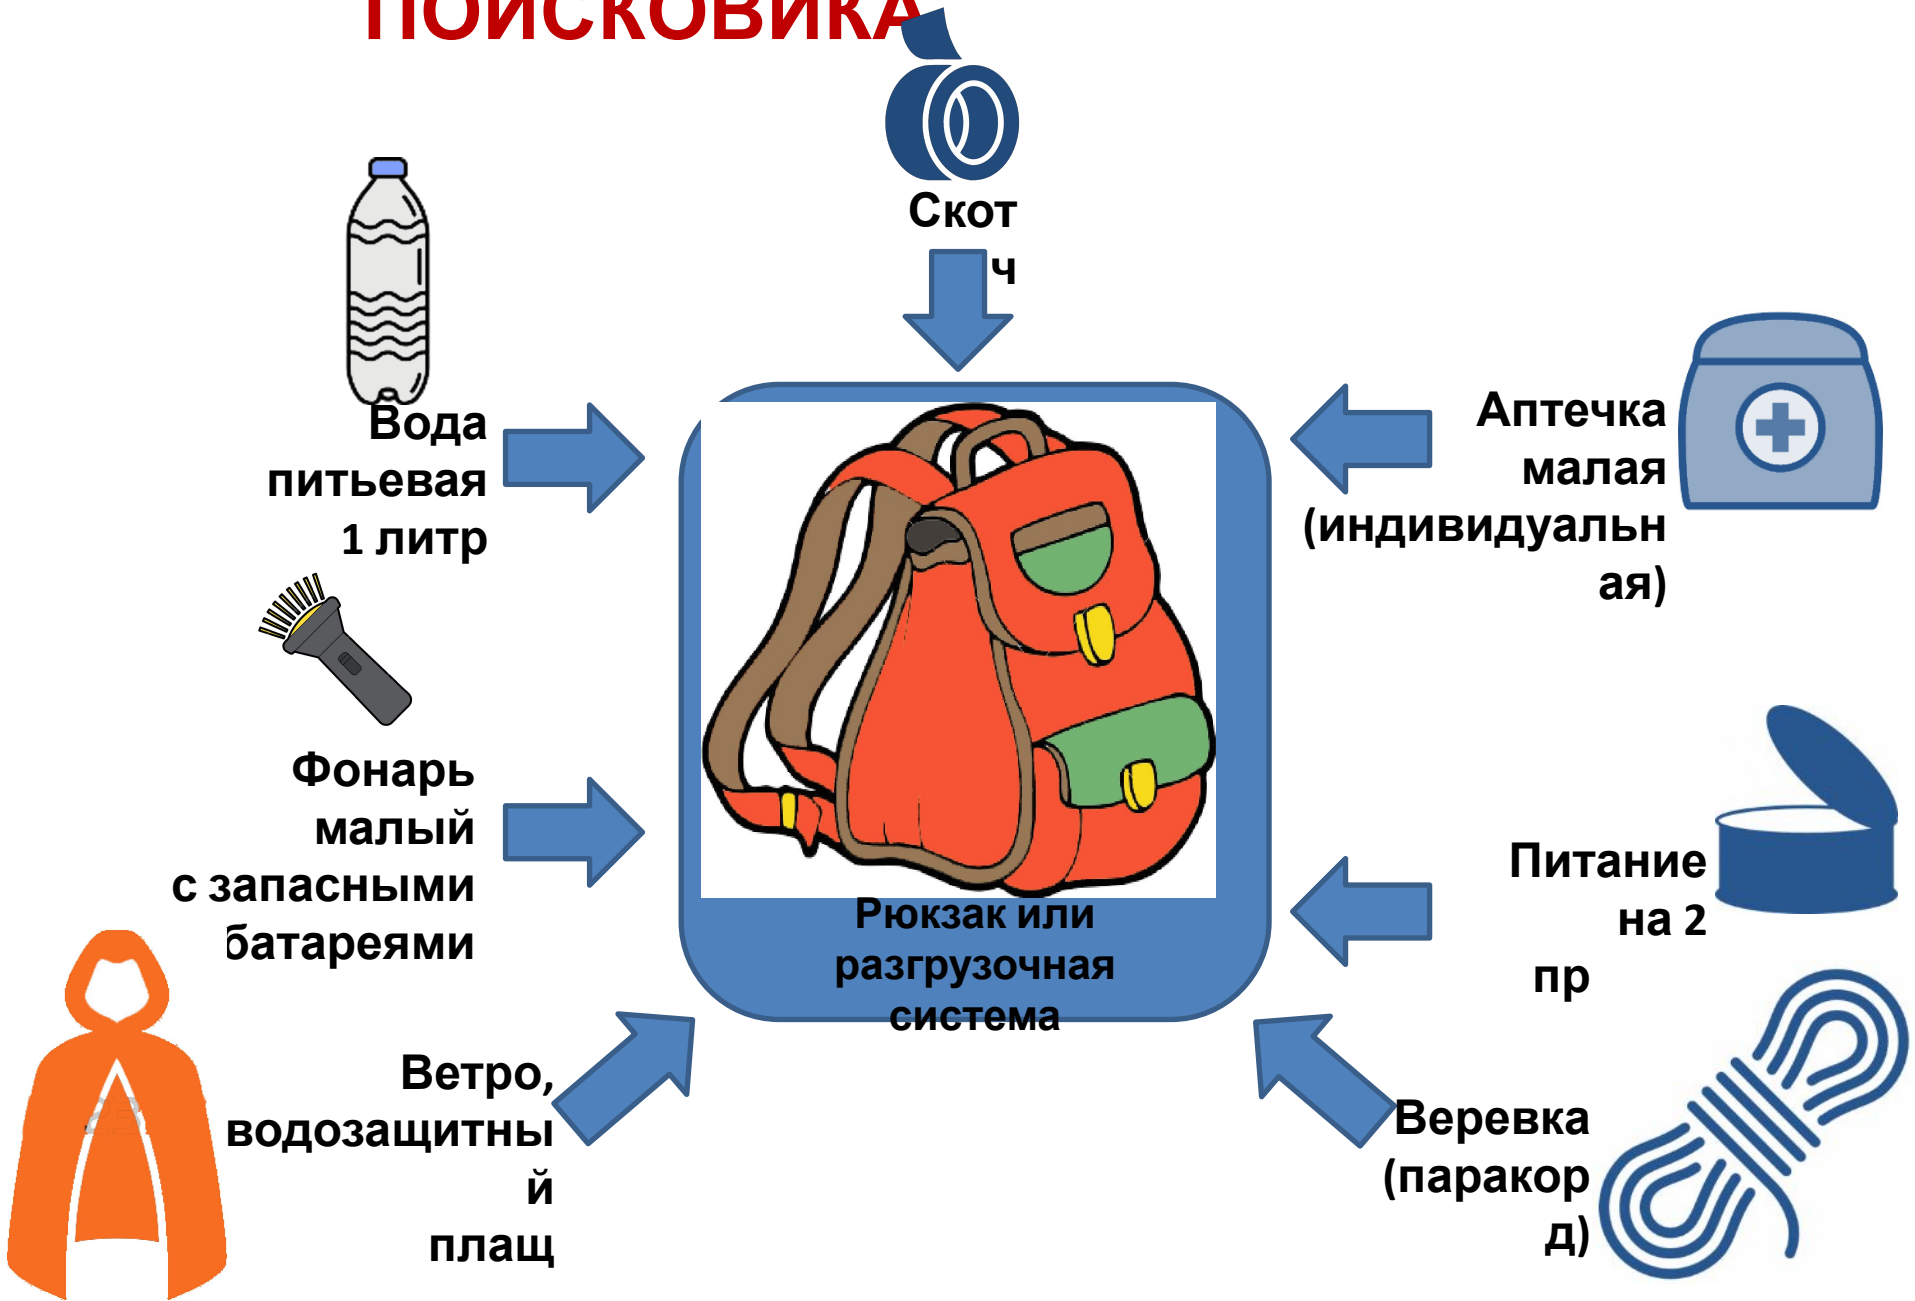 ПОИСКОВИКА
Скот
ч
Вода
питьевая
1 литр
Аптечка
малая
(индивидуальн
ая)
Фонарь
малый
с запасными
батареями
Рюкзак или
разгрузочная
система
Питание
на 2
пр
Ветро,
водозащитны
й
плащ
Веревка
(паракор
д)